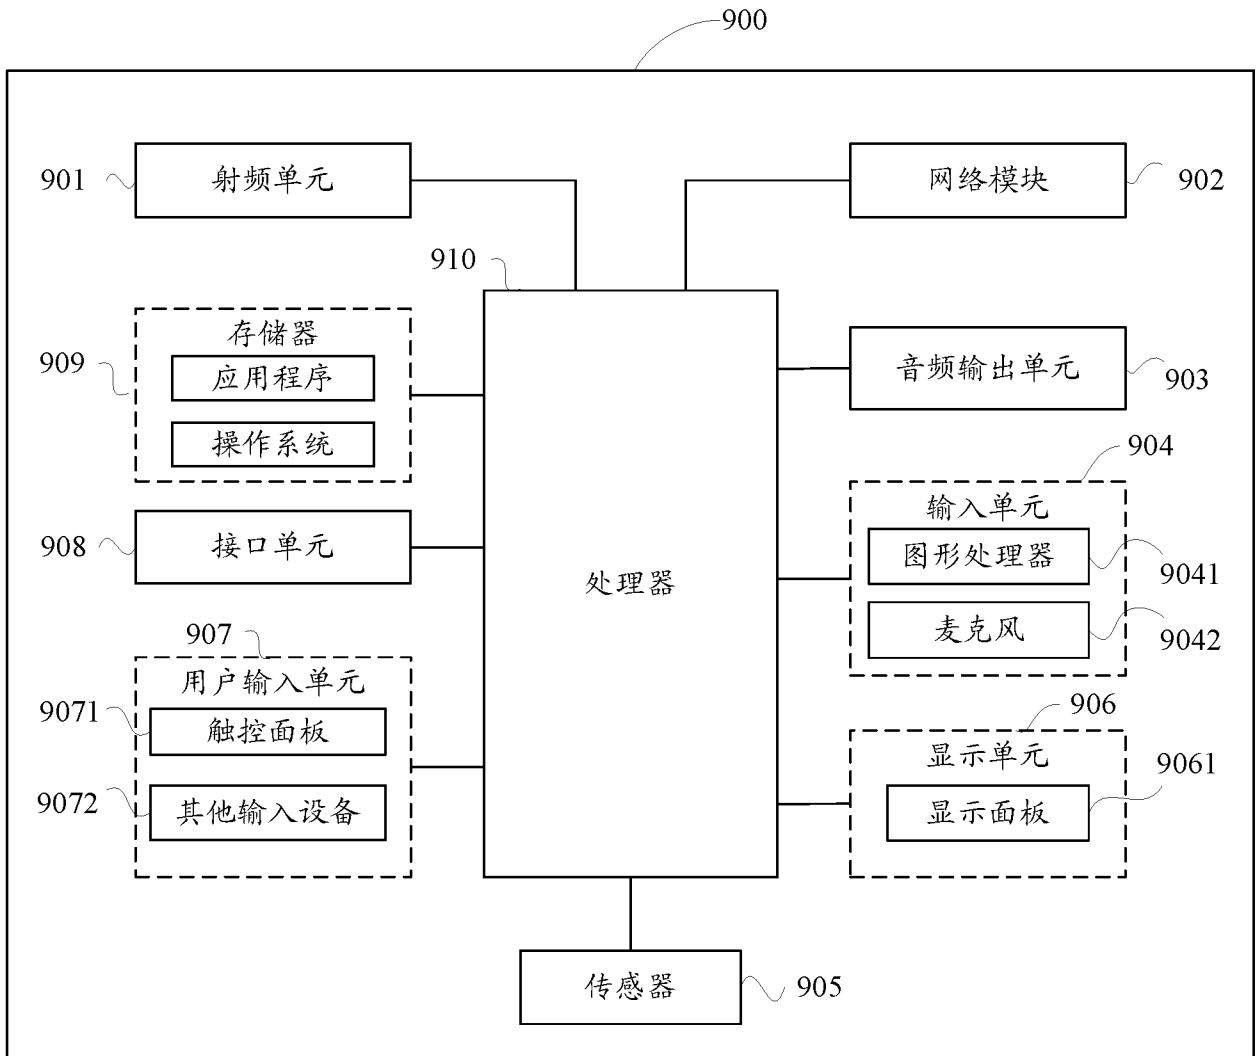 900
901
射频单元
网络模块
902
910
存储器
909
应用程序
操作系统
音频输出单元
903
904
输入单元
图形处理器
9041
麦克风
9042
908
接口单元
处理器
907
用户输入单元
9071
触控面板
9072
其他输入设备
906
显示单元
9061
显示面板
传感器
905